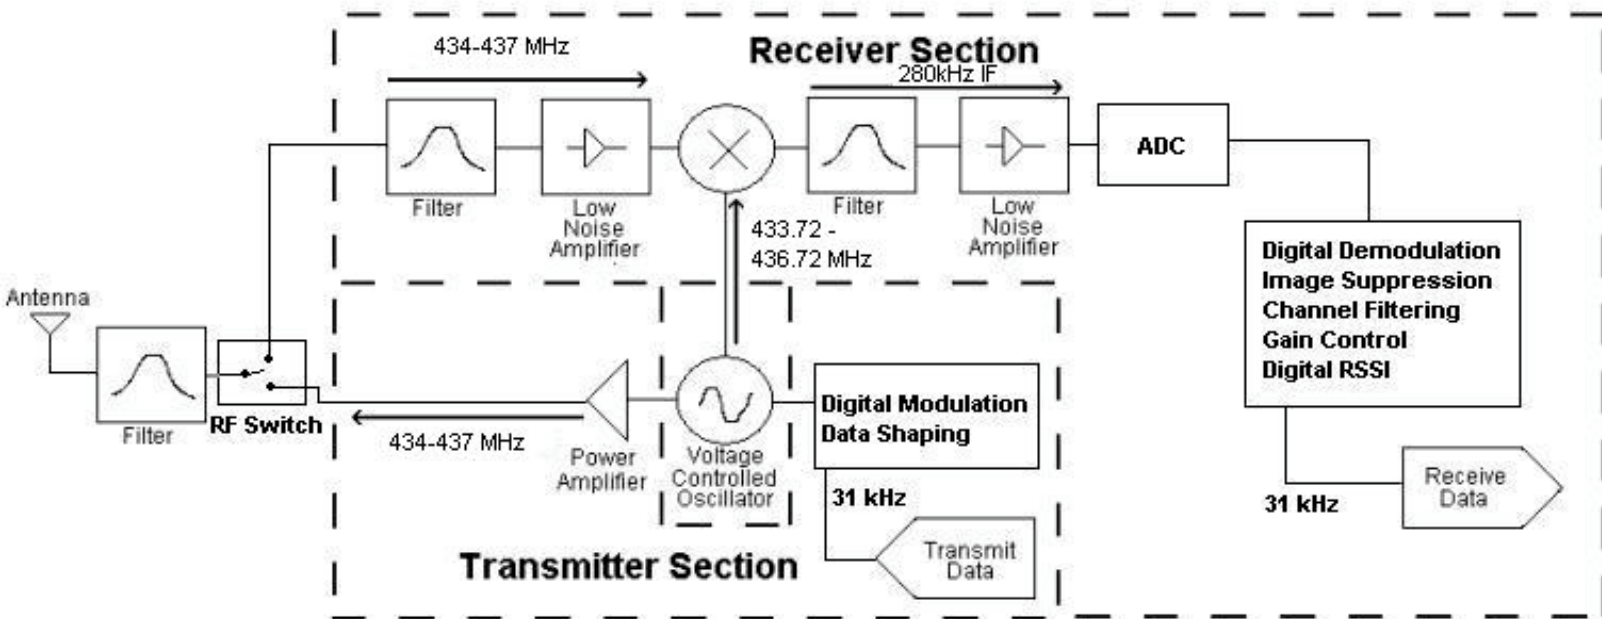 434-437 MHz
Receiver Section
280kHz IF
Filter
Low
Noise
Amplifier
Filter
Low
Noise
Amplifier
ADC
433.72 -
436.72 MHz
Digital Demodulation
Image Suppression
Channel Filtering
Gain Control
Digital RSSI
Antenna
Filter
RF Switch
434-437 MHz
Power
Amplifier
Voltage
Controlled
Oscillator
Digital Modulation
Data Shaping
31 kHz
Transmit
Data
31 kHz
Receive
Data
Transmitter Section